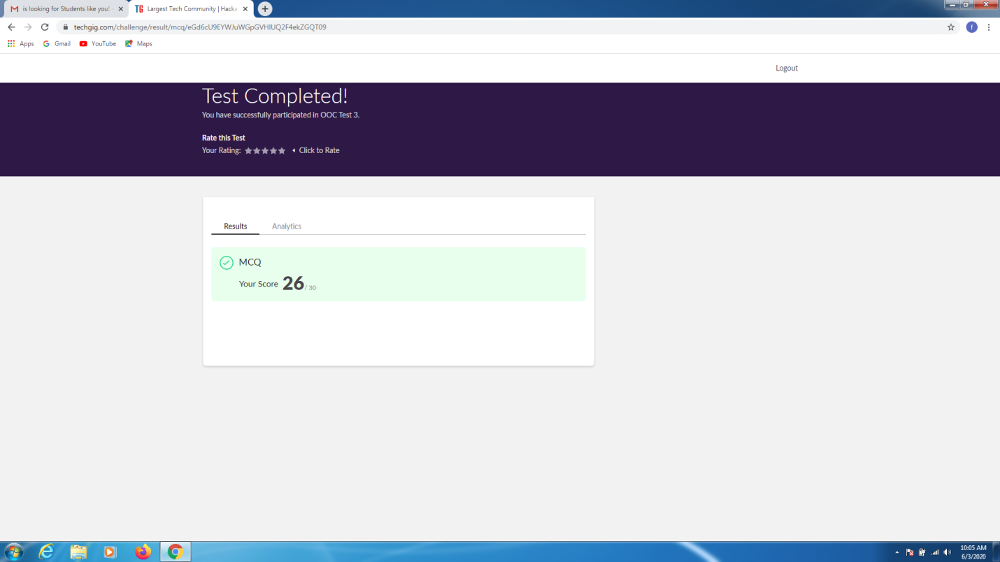 is looking for Students like you!
Largest Tech Community | Hacka
techgig.com/challenge/result/mcq/eGd6cU9EYWJuWGpGVHlUQ2F4ekZGQT09
f
Apps Gmail YouTube Maps
Logout
Test Completed!
You have successfully participated in OOC Test 3.
Rate this Test
Your Rating: Click to Rate
Results Analytics
MCQ
Your Score 26 / 30
10:05 AM
6/3/2020